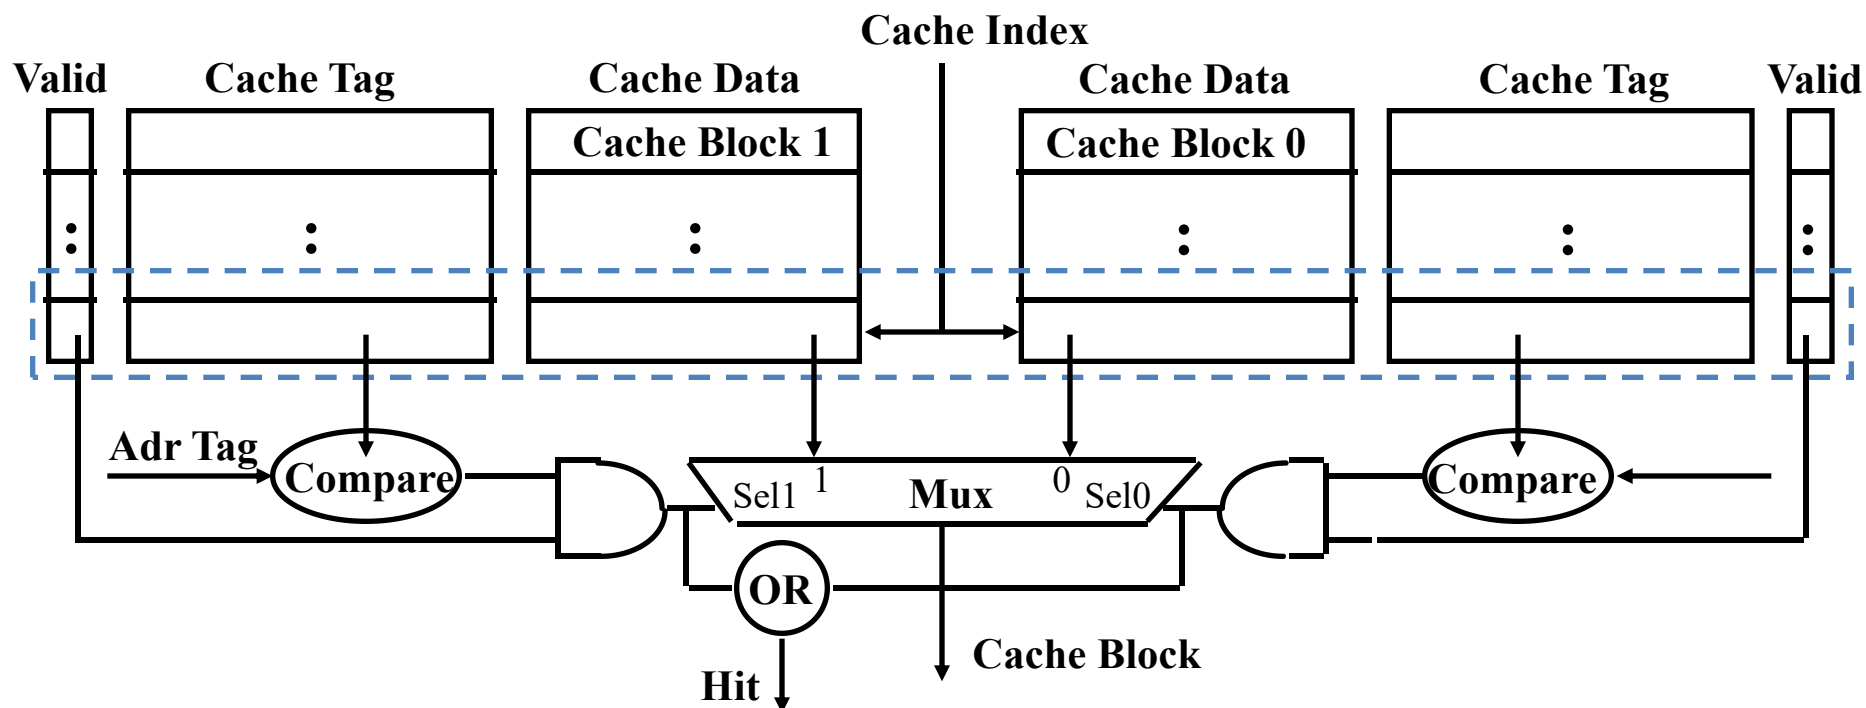 Cache Index
Valid
Cache Tag
Cache Data
Cache Data
Cache Tag
Valid
Cache Block 1
Cache Block 0
Adr Tag
Compare
Sel1
1
Mux
0
Sel0
Compare
OR
Cache Block
Hit